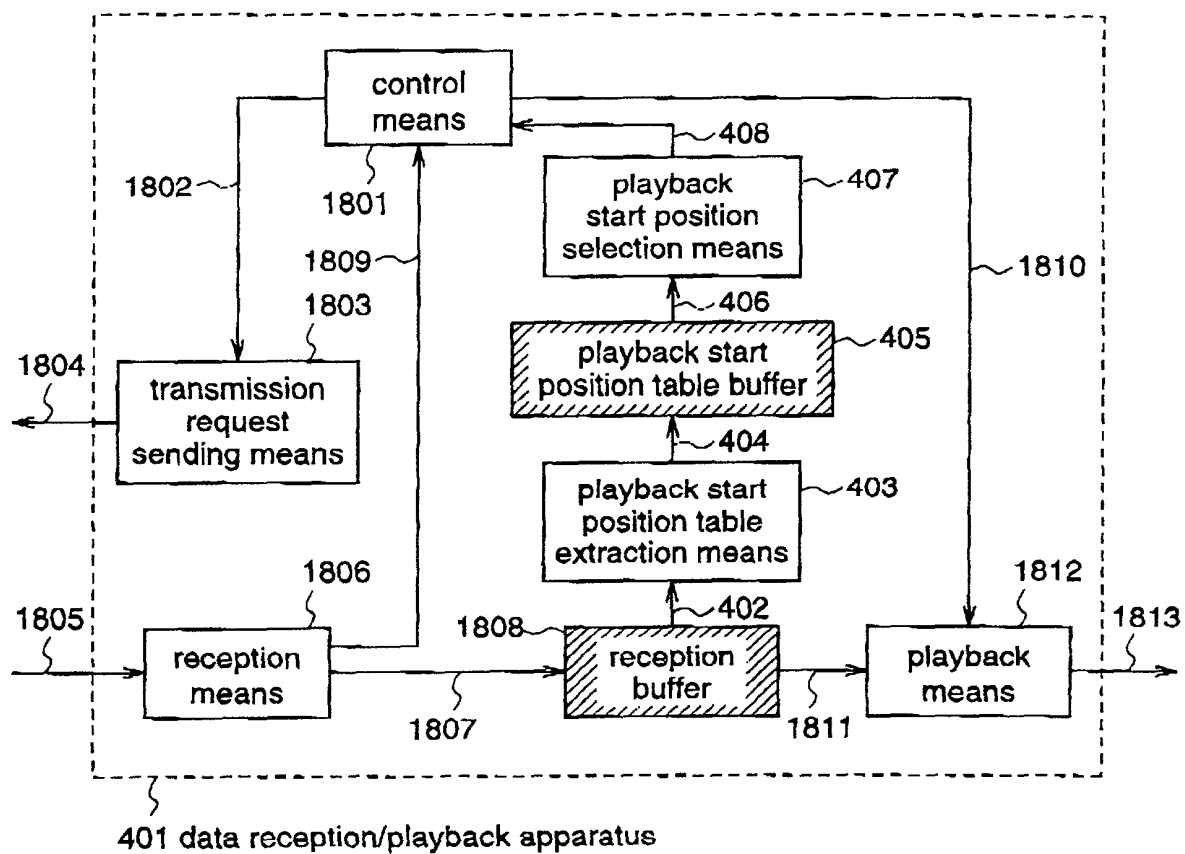 control
means
1801
1802
408
407
playback
start position
selection means
1809
1810
406
1803
405
playback start
position table buffer
1804
transmission
request
sending means
404
403
playback start
position table
extraction means
1806
1812
402
1805
1808
1813
reception
means
reception
buffer
playback
means
1807
1811
401 data reception/playback apparatus